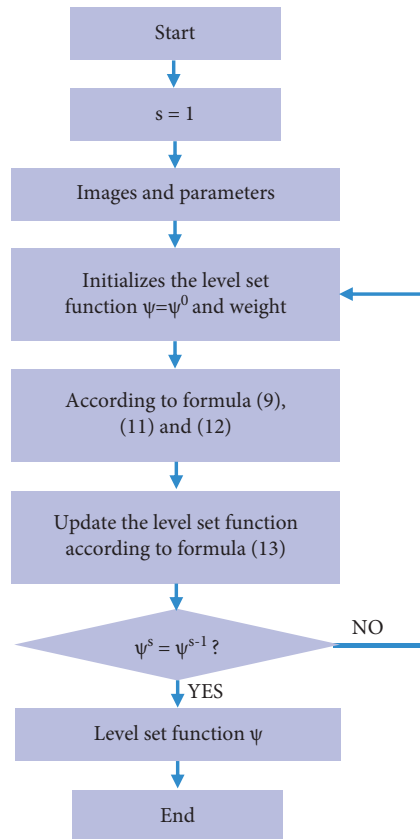 Start
s = 1
Images and parameters
Initializes the level set
function ψ=ψ⁰ and weight
According to formula (9),
(11) and (12)
Update the level set function
according to formula (13)
ψˢ = ψˢ⁻¹ ?
NO
YES
Level set function ψ
End